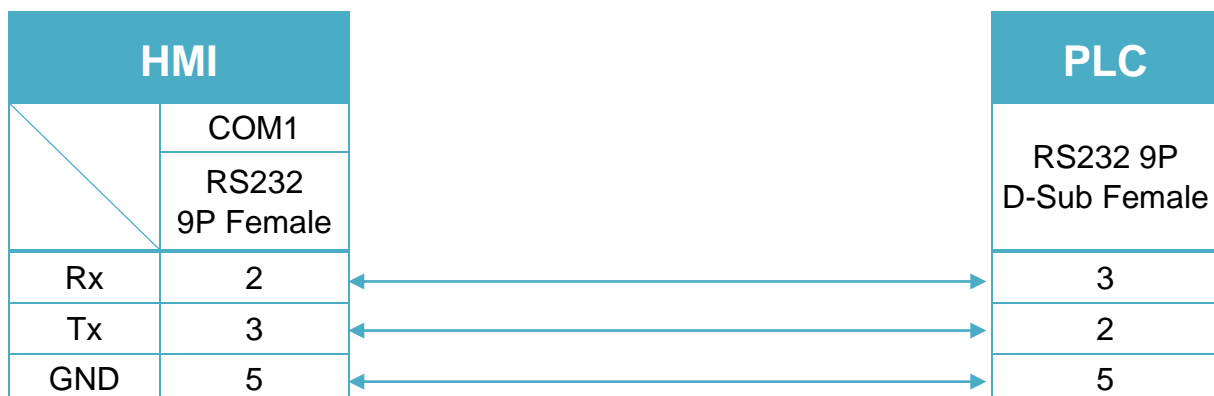 HMI
PLC
COM1
RS232
9P Female
RS232 9P
D-Sub Female
Rx 2 3
Tx 3 2
GND 5 5